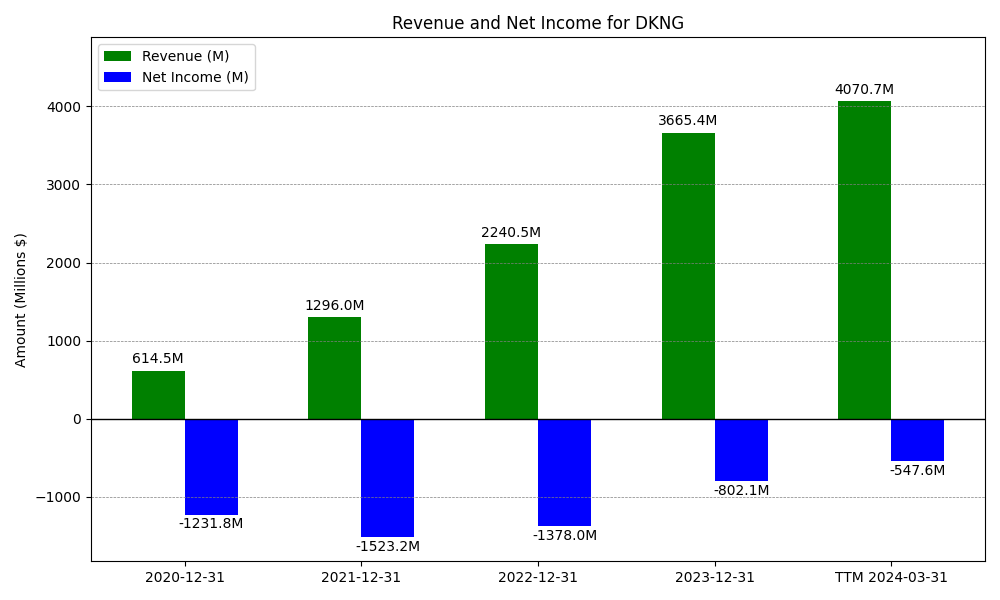 Revenue and Net Income for DKNG
Revenue (M)
Net Income (M)
Amount (Millions $)
4000
3000
2000
1000
0
−1000
614.5M
1296.0M
2240.5M
3665.4M
4070.7M
-1231.8M
-1523.2M
-1378.0M
-802.1M
-547.6M
2020-12-31
2021-12-31
2022-12-31
2023-12-31
TTM 2024-03-31